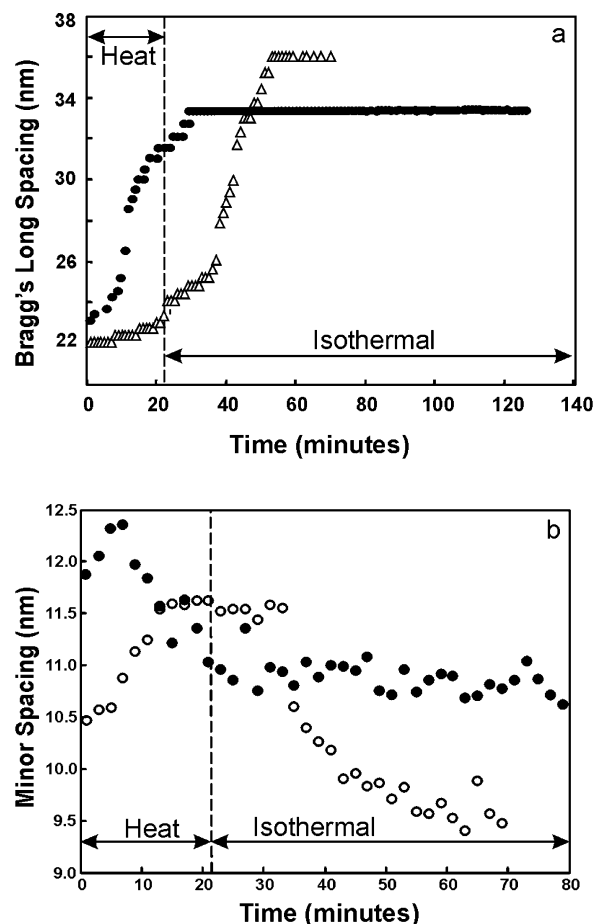 38
a
Heat
34
30
26
22
Isothermal
Bragg's Long Spacing (nm)
0 20 40 60 80 100 120 140
Time (minutes)
12.5
b
12.0
11.5
11.0
10.5
10.0
9.5
9.0
Minor Spacing (nm)
Heat Isothermal
0 10 20 30 40 50 60 70 80
Time (minutes)